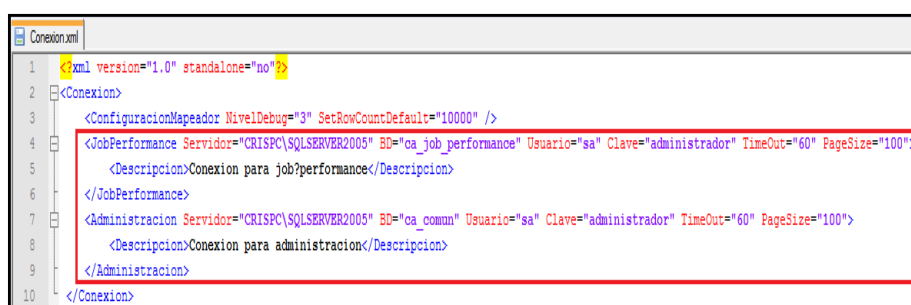 Conexion.xml
1 <?xml version="1.0" standalone="no"?>
2 <Conexion>
3 <ConfiguracionMapeador NivelDebug="3" SetRowCountDefault="10000" />
4 <JobPerformance Servidor="CRISPC\SQLSERVER2005" BD="ca_job_performance" Usuario="sa" Clave="administrador" TimeOut="60" PageSize="100"
5 <Descripcion>Conexion para job?performance</Descripcion>
6 </JobPerformance>
7 <Administracion Servidor="CRISPC\SQLSERVER2005" BD="ca_comun" Usuario="sa" Clave="administrador" TimeOut="60" PageSize="100">
8 <Descripcion>Conexion para administracion</Descripcion>
9 </Administracion>
10 </Conexion>